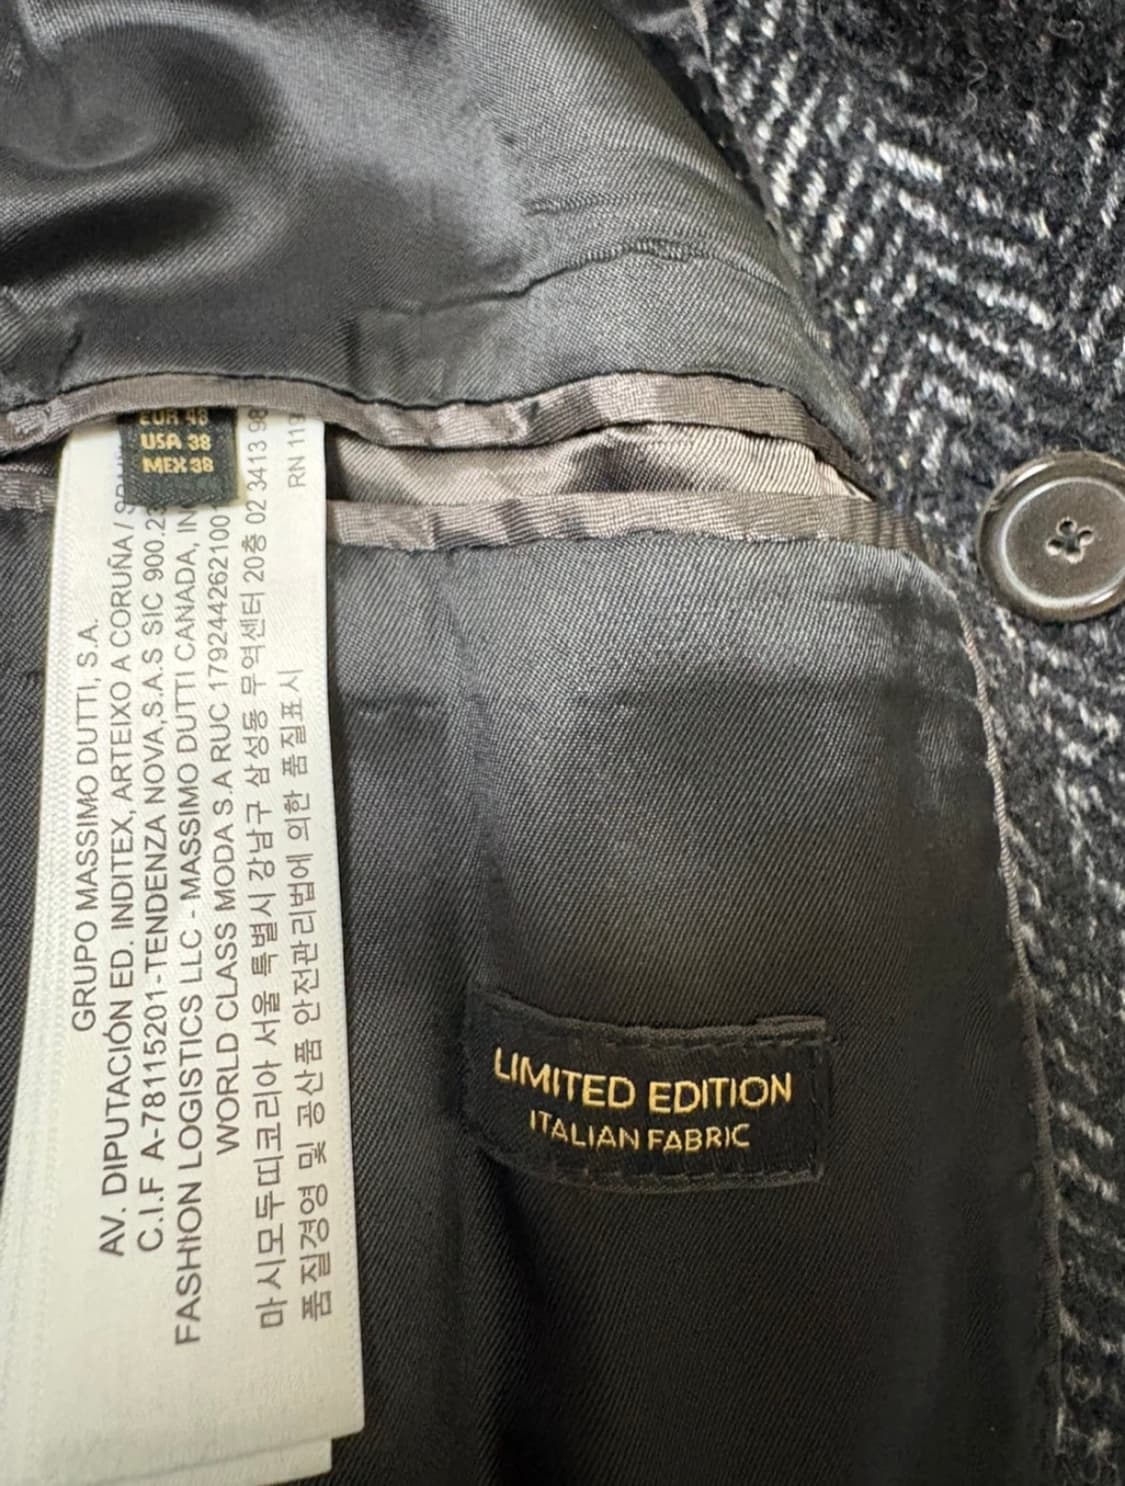 EUR 48
USA 38
MEX 38
GRUPO MASSIMO DUTTI, S.A.
AV. DIPUTACIÓN ED. INDITEX, ARTEIXO A CORUÑA /
C.I.F A-78115201-TENDENZA NOVA,S.A.S SIC 900.23
FASHION LOGISTICS LLC - MASSIMO DUTTI CANADA, IN
WORLD CLASS MODA S.A RUC 1792442621001
마시모두띠코리아 서울 특별시 강남구 삼성동 무역센터 20층 02 3413 98
품질경영 및 공산품 안전관리법에 의한 품질표시
RN 11
LIMITED EDITION
ITALIAN FABRIC